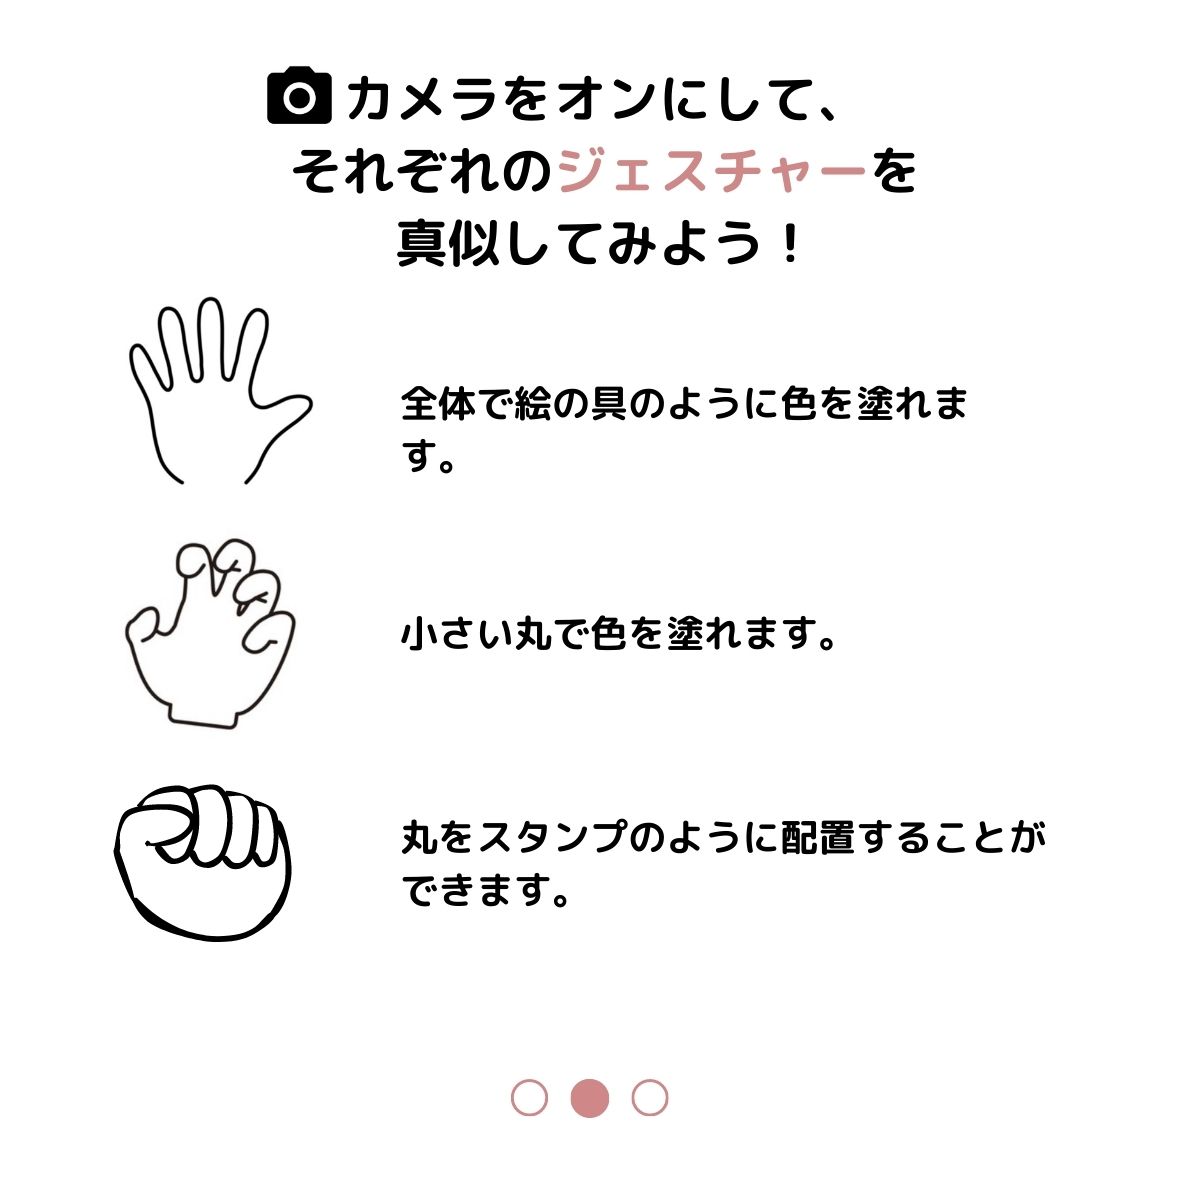 カメラをオンにして、
それぞれのジェスチャーを
真似してみよう！
全体で絵の具のように色を塗れま
す。
小さい丸で色を塗れます。
丸をスタンプのように配置することが
できます。